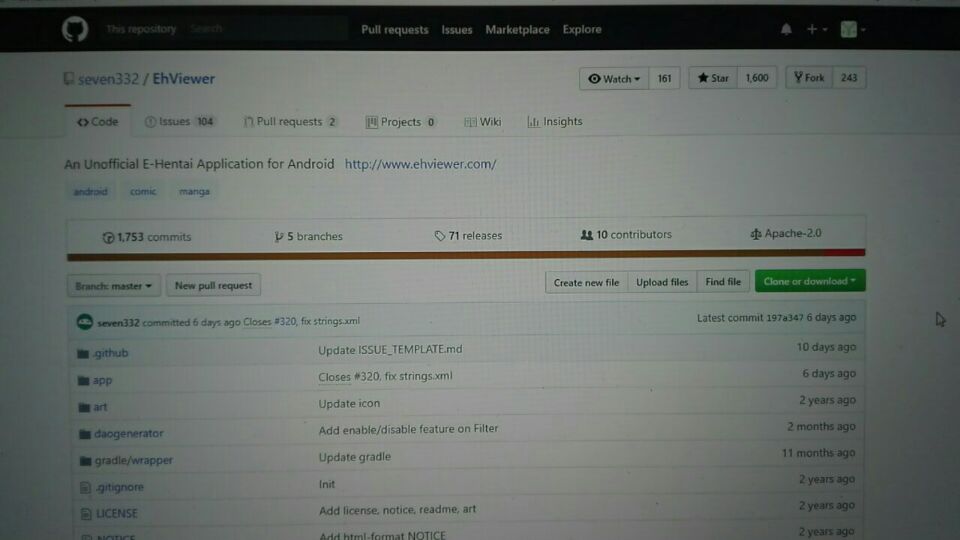 This repository Search Pull requests Issues Marketplace Explore
seven332 / EhViewer Watch 161 Star 1,600 Fork 243
Code Issues 104 Pull requests 2 Projects 0 Wiki Insights
An Unofficial E-Hentai Application for Android http://www.ehviewer.com/
android comic manga
1,753 commits 5 branches 71 releases 10 contributors Apache-2.0
Branch: master New pull request Create new file Upload files Find file Clone or download
seven332 committed 6 days ago Closes #320, fix strings.xml Latest commit 197a347 6 days ago
.github Update ISSUE_TEMPLATE.md 10 days ago
app Closes #320, fix strings.xml 6 days ago
art Update icon 2 years ago
daogenerator Add enable/disable feature on Filter 2 months ago
gradle/wrapper Update gradle 11 months ago
.gitignore Init 2 years ago
LICENSE Add license, notice, readme, art 2 years ago
NOTICE Add html-format NOTICE 2 years ago